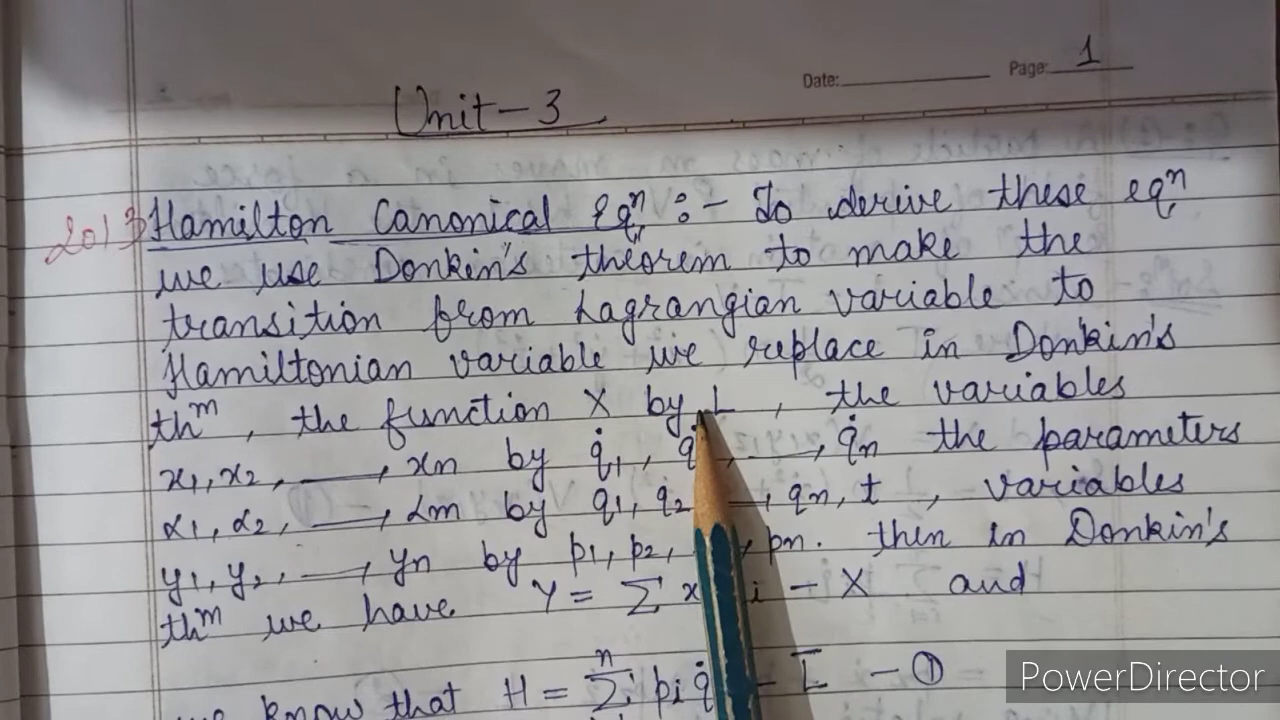 Date: Page: 1
Unit-3
2013 Hamilton Canonical Eqⁿ :- To derive these eqⁿ
we use Donkin's theorem to make the
transition from Lagrangian variable to
Hamiltonian variable we replace in Donkin's
thᵐ, the function X by L, the variables
x₁, x₂, —, xn by q̇₁, q̇ , —, q̇n the parameters
α₁, α₂, —, αm by q₁, q₂ —, qn, t, variables
y₁, y₂, —, yn by p₁, p₂, , pn. then in Donkin's
thᵐ we have Y = Σ x i - X and
we know that H = Σⁿ pi q̇ - L - ①
PowerDirector